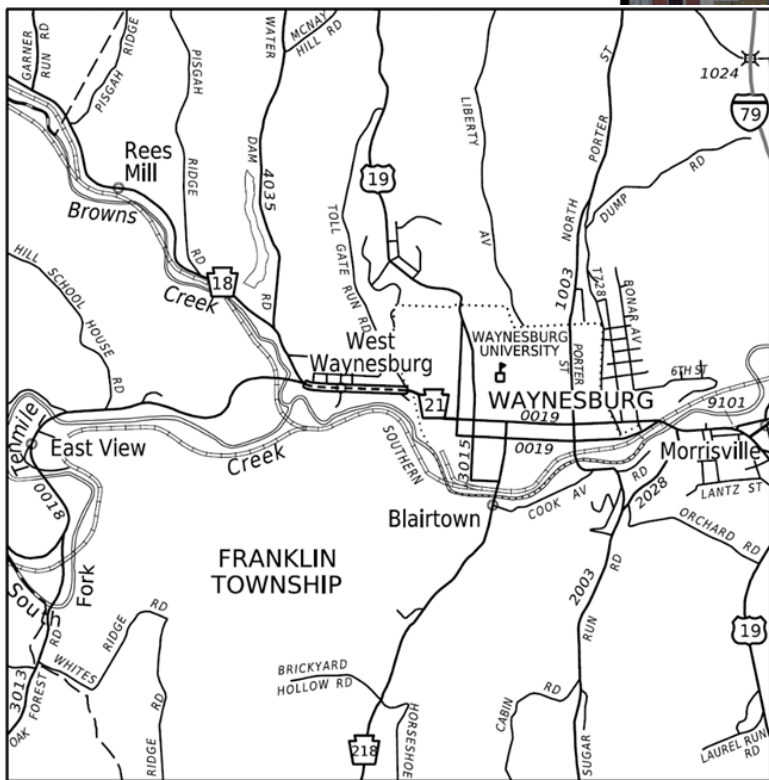 GARNER
RUN RD
PISGAH
RIDGE
PISGAH
RIDGE
RD
WATER
DAM
RD
4035
MCNAY
HILL RD
19
TOLL GATE RUN RD
LIBERTY
AV
NORTH
PORTER
ST
1003
1024
79
DUMP
RD
T728
BONAR AV
Rees
Mill
Browns
Creek
18
HILL SCHOOL HOUSE
RD
West
Waynesburg
WAYNESBURG
UNIVERSITY
PORTER
ST
6TH ST
21
WAYNESBURG
0019
0019
9101
Morrisville
Tenmile
East View
Creek
SOUTHERN
3015
COOK AV
RD
2028
LANTZ ST
ORCHARD RD
Blairtown
0018
FRANKLIN
TOWNSHIP
South
Fork
2003
RUN
RD
19
WHITES
RIDGE
RD
RIDGE
RD
3013
OAK FOREST
RD
BRICKYARD
HOLLOW RD
HORSESHOE
218
CABIN
RD
SUGAR
LAUREL RUN
RD